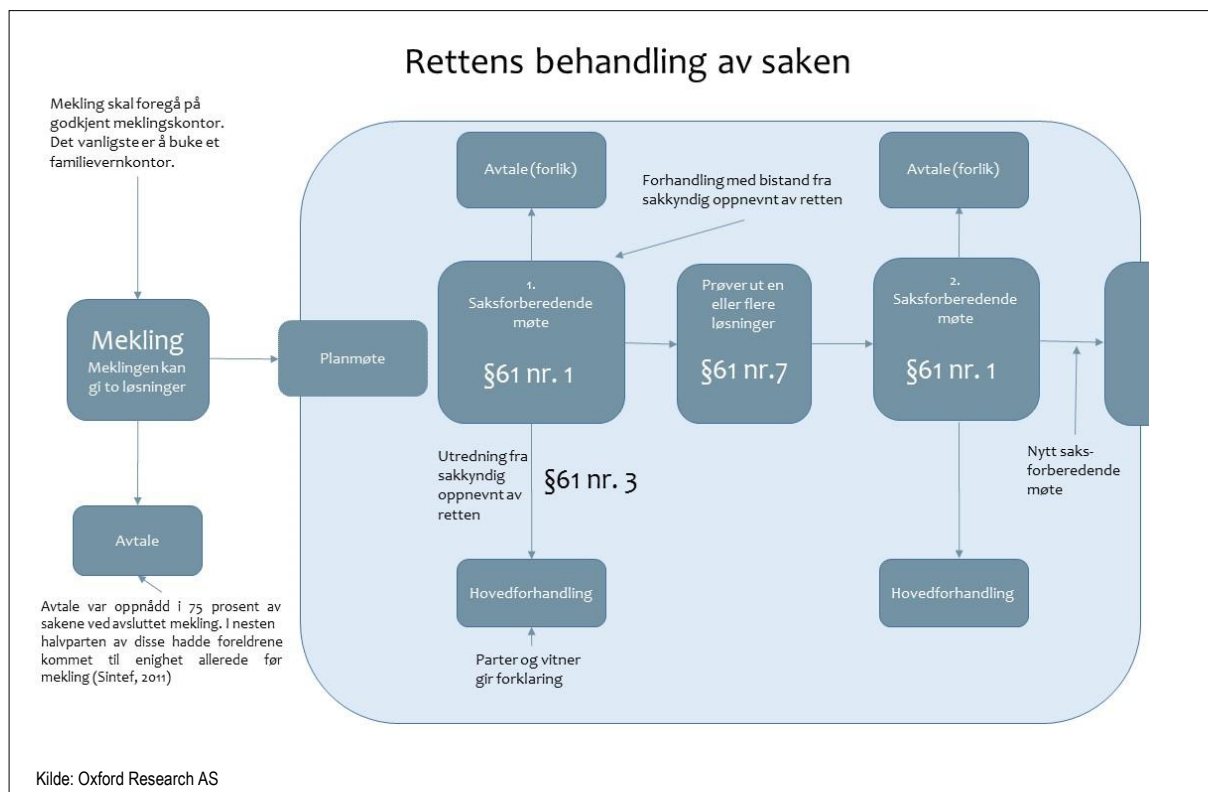 Rettens behandling av saken
Mekling skal foregå på
godkjent meklingskontor.
Det vanligste er å buke et
familievernkontor.
Mekling
Meklingen kan
gi to løsninger
Avtale
Avtale var oppnådd i 75 prosent av
sakene ved avsluttet mekling. I nesten
halvparten av disse hadde foreldrene
kommet til enighet allerede før
mekling (Sintef, 2011)
Planmøte
Avtale (forlik)
Forhandling med bistand fra
sakkyndig oppnevnt av retten
1.
Saksforberedende
møte
§61 nr. 1
Utredning fra
sakkyndig
oppnevnt av
retten
§61 nr. 3
Hovedforhandling
Parter og vitner
gir forklaring
Prøver ut en
eller flere
løsninger
§61 nr.7
Avtale (forlik)
2.
Saksforberedende
møte
§61 nr. 1
Hovedforhandling
Nytt saks-
forberedende
møte
Kilde: Oxford Research AS